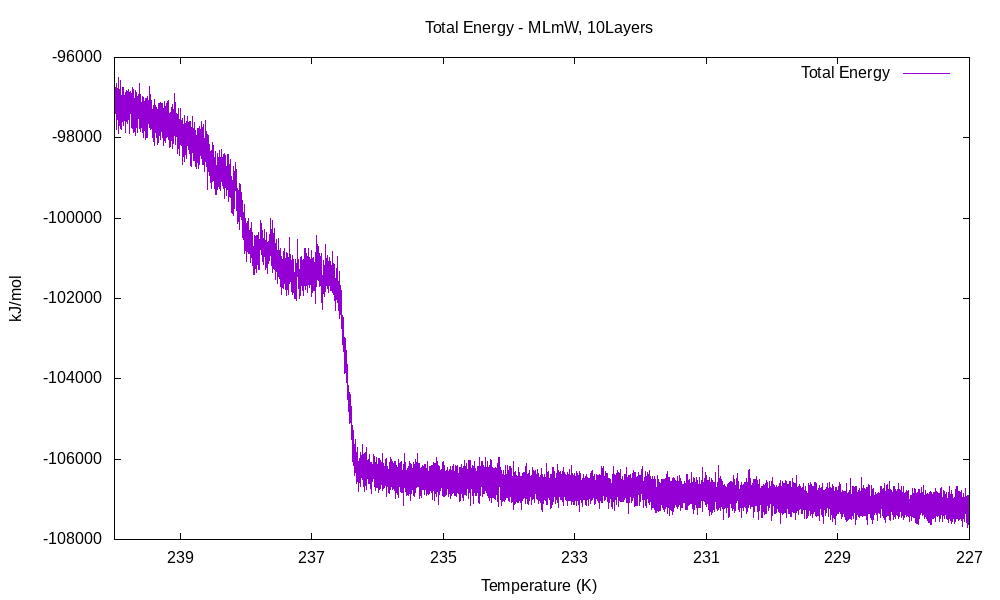 Total Energy - MLmW, 10Layers
Total Energy
-96000
-98000
-100000
-102000
-104000
-106000
-108000
kJ/mol
239 237 235 233 231 229 227
Temperature (K)